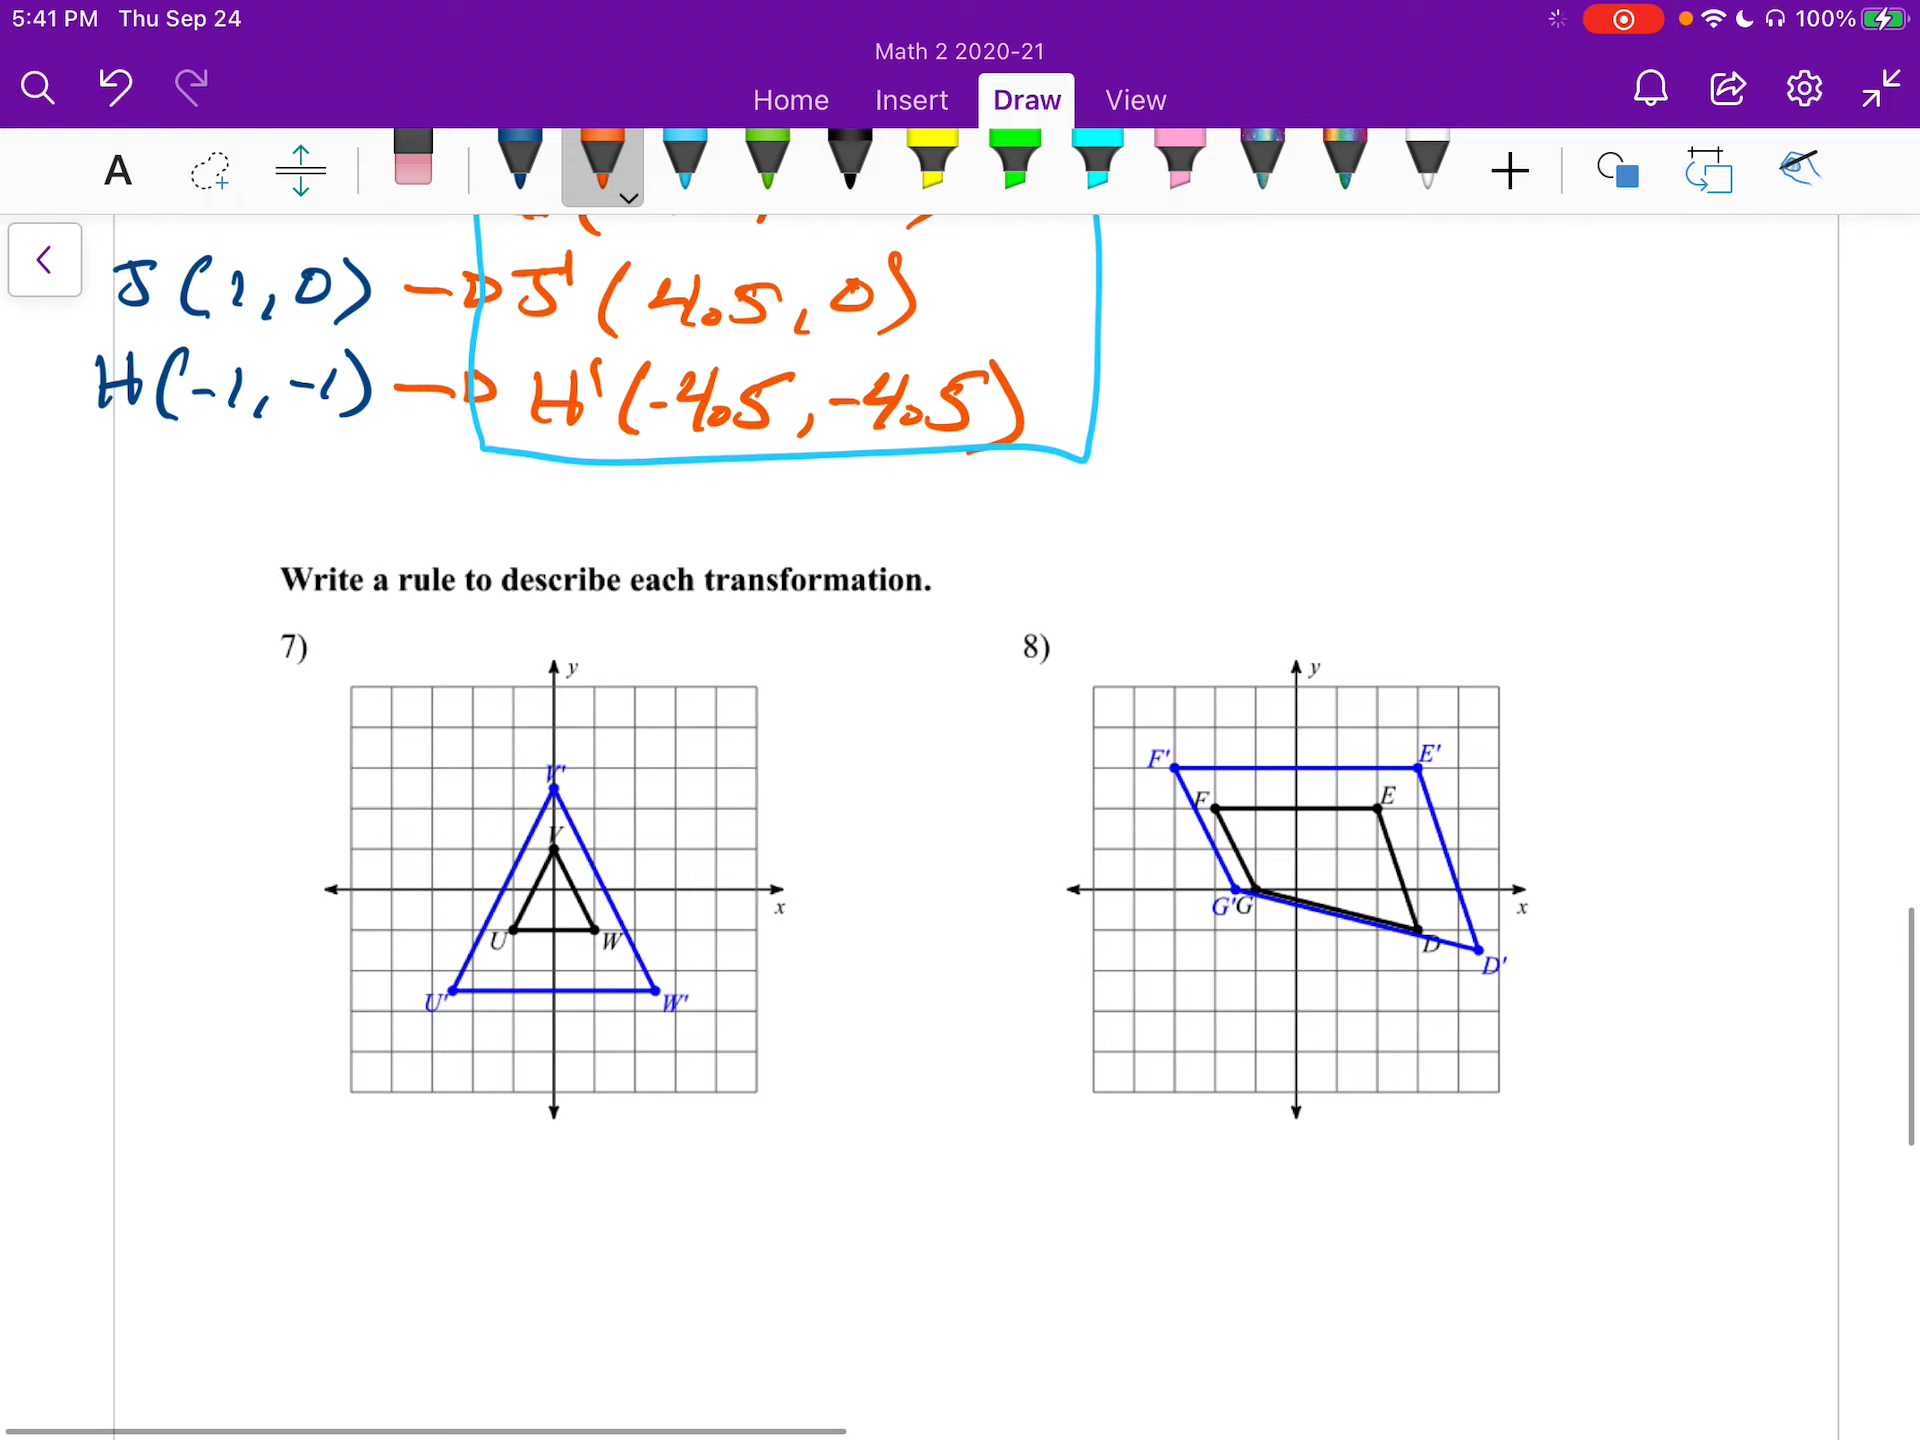 5:41 PM Thu Sep 24
100%
Math 2 2020-21
Home Insert Draw View
A
J(1,0) → J'(4.5,0)
H(-1,-1) → H'(-4.5,-4.5)
Write a rule to describe each transformation.
7)
y
V'
V
x
U W
U' W'
8)
y
F' E'
F E
x
G'G
D
D'